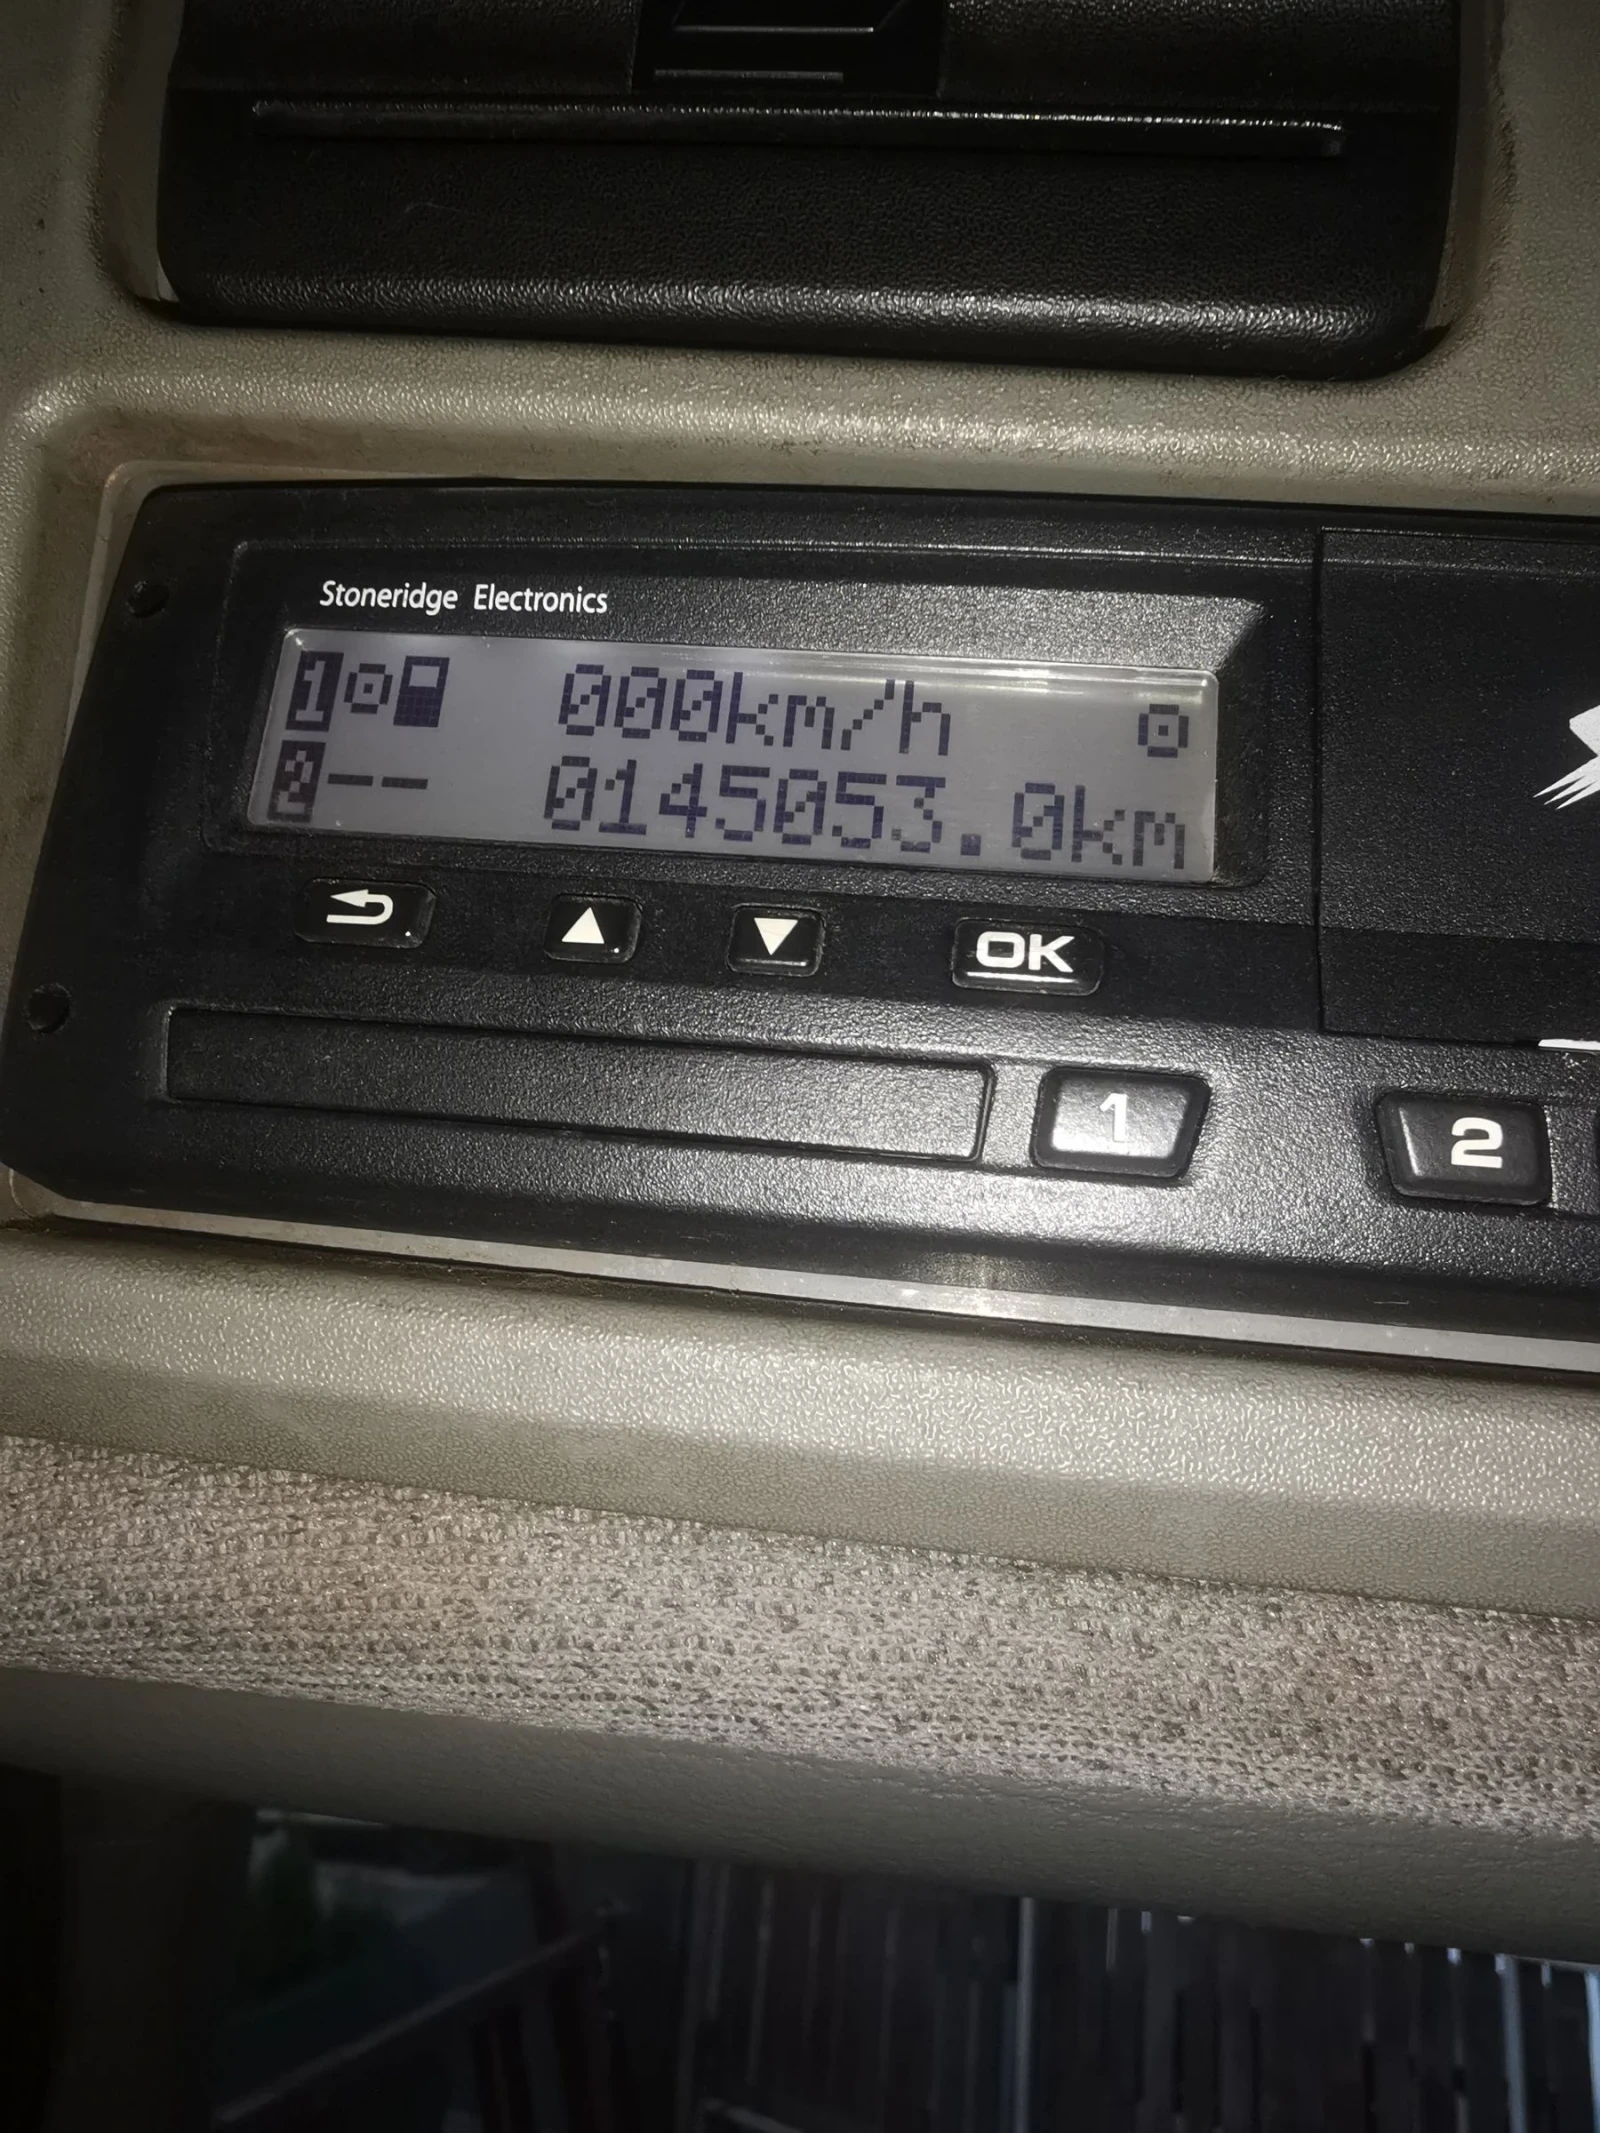 Stoneridge Electronics
1 000km/h
2 -- 0145053.0km
OK
1
2